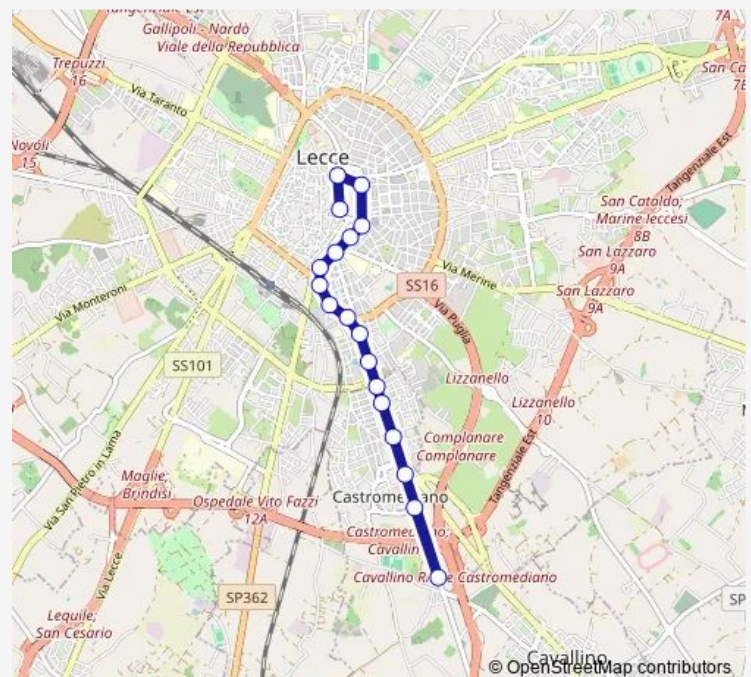 Gallipoli - Nardò
Viale della Repubblica
Trepuzzi
16
Via Taranto
San Ca
7A
7B
Novoli
15
Lecce
Tangenziale Est
San Cataldo;
Marine leccesi
8B
San Lazzaro
9A
San Lazzaro
9A
Via Merine
SS16
Via Monteroni
Via Puglia
SS101
Lizzanello
Lizzanello
10
Complanare
Complanare
Tangenziale Est
Via San Pietro in Lama
Maglie;
Brindisi
Ospedale Vito Fazzi
12A
Castromediano
Castromediano;
Cavallin
Cavallino R e Castromediano
Via Lecce
SP362
SP
Lequile;
San Cesario
Cavallino
© OpenStreetMap contributors